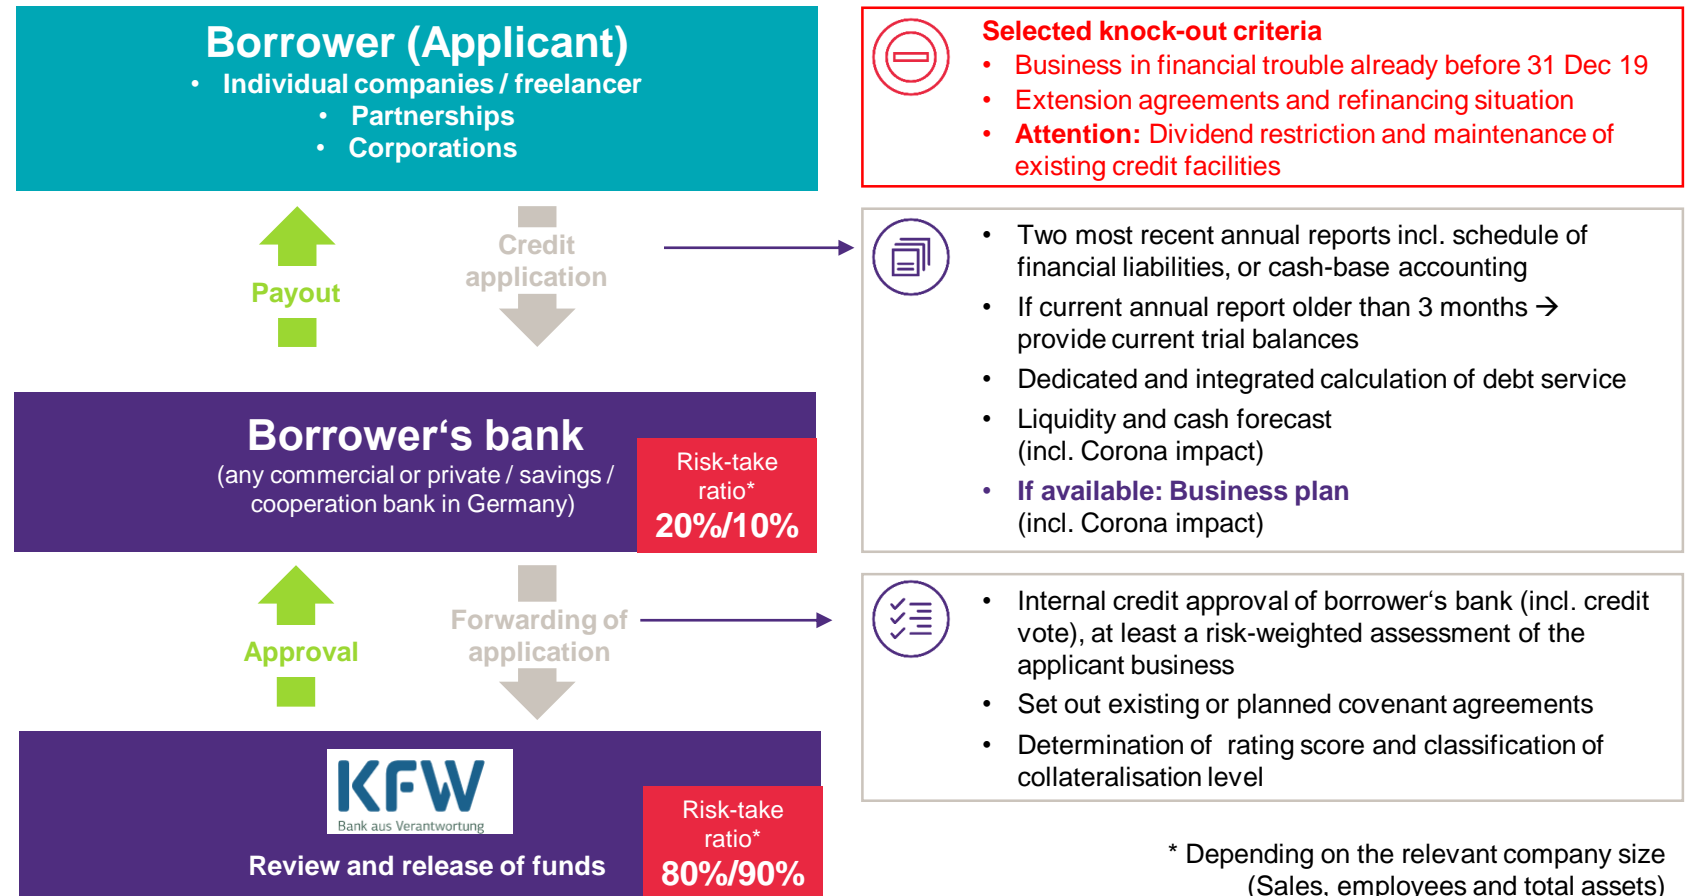 Borrower (Applicant)
• Individual companies / freelancer
• Partnerships
• Corporations
Payout
Credit
application
Borrower‘s bank
(any commercial or private / savings /
cooperation bank in Germany)
Risk-take
ratio*
20%/10%
Approval
Forwarding of
application
KFW
Bank aus Verantwortung
Review and release of funds
Risk-take
ratio*
80%/90%
Selected knock-out criteria
• Business in financial trouble already before 31 Dec 19
• Extension agreements and refinancing situation
• Attention: Dividend restriction and maintenance of
existing credit facilities
• Two most recent annual reports incl. schedule of
financial liabilities, or cash-base accounting
• If current annual report older than 3 months →
provide current trial balances
• Dedicated and integrated calculation of debt service
• Liquidity and cash forecast
(incl. Corona impact)
• If available: Business plan
(incl. Corona impact)
• Internal credit approval of borrower‘s bank (incl. credit
vote), at least a risk-weighted assessment of the
applicant business
• Set out existing or planned covenant agreements
• Determination of rating score and classification of
collateralisation level
* Depending on the relevant company size
(Sales, employees and total assets)